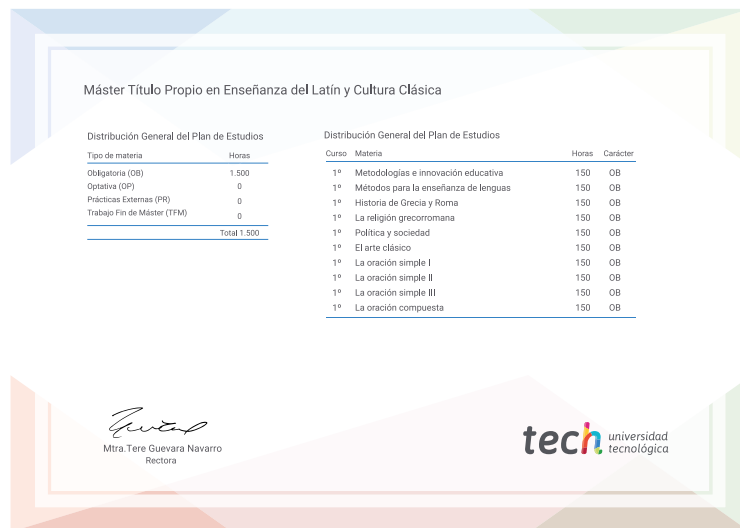 Máster Título Propio en Enseñanza del Latín y Cultura Clásica
Distribución General del Plan de Estudios
Tipo de materia Horas
Obligatoria (OB) 1.500
Optativa (OP) 0
Prácticas Externas (PR) 0
Trabajo Fin de Máster (TFM) 0
Total 1.500
Distribución General del Plan de Estudios
Curso Materia Horas Carácter
1º Metodologías e innovación educativa 150 OB
1º Métodos para la enseñanza de lenguas 150 OB
1º Historia de Grecia y Roma 150 OB
1º La religión grecorromana 150 OB
1º Política y sociedad 150 OB
1º El arte clásico 150 OB
1º La oración simple I 150 OB
1º La oración simple II 150 OB
1º La oración simple III 150 OB
1º La oración compuesta 150 OB
Mtra.Tere Guevara Navarro
Rectora
tech universidad
tecnológica